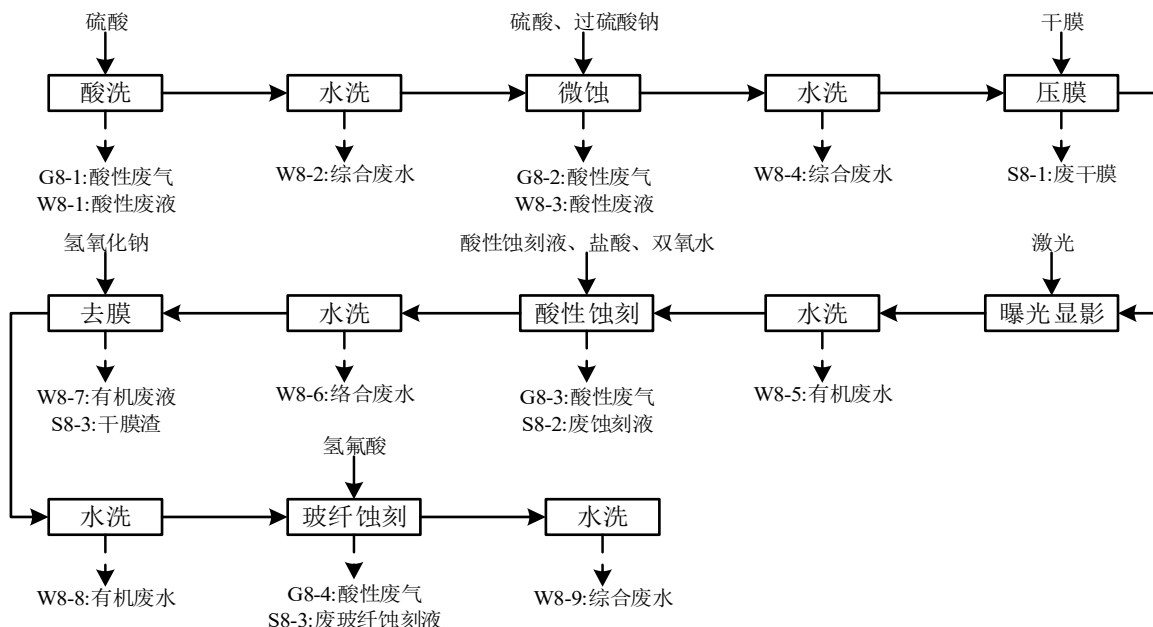 硫酸
硫酸、过硫酸钠
干膜
酸洗
水洗
微蚀
水洗
压膜
G8-1:酸性废气
W8-1:酸性废液
W8-2:综合废水
G8-2:酸性废气
W8-3:酸性废液
W8-4:综合废水
S8-1:废干膜
氢氧化钠
酸性蚀刻液、盐酸、双氧水
激光
去膜
水洗
酸性蚀刻
水洗
曝光显影
W8-7:有机废液
S8-3:干膜渣
W8-6:络合废水
G8-3:酸性废气
S8-2:废蚀刻液
W8-5:有机废水
氢氟酸
水洗
玻纤蚀刻
水洗
W8-8:有机废水
G8-4:酸性废气
S8-3:废玻纤蚀刻液
W8-9:综合废水